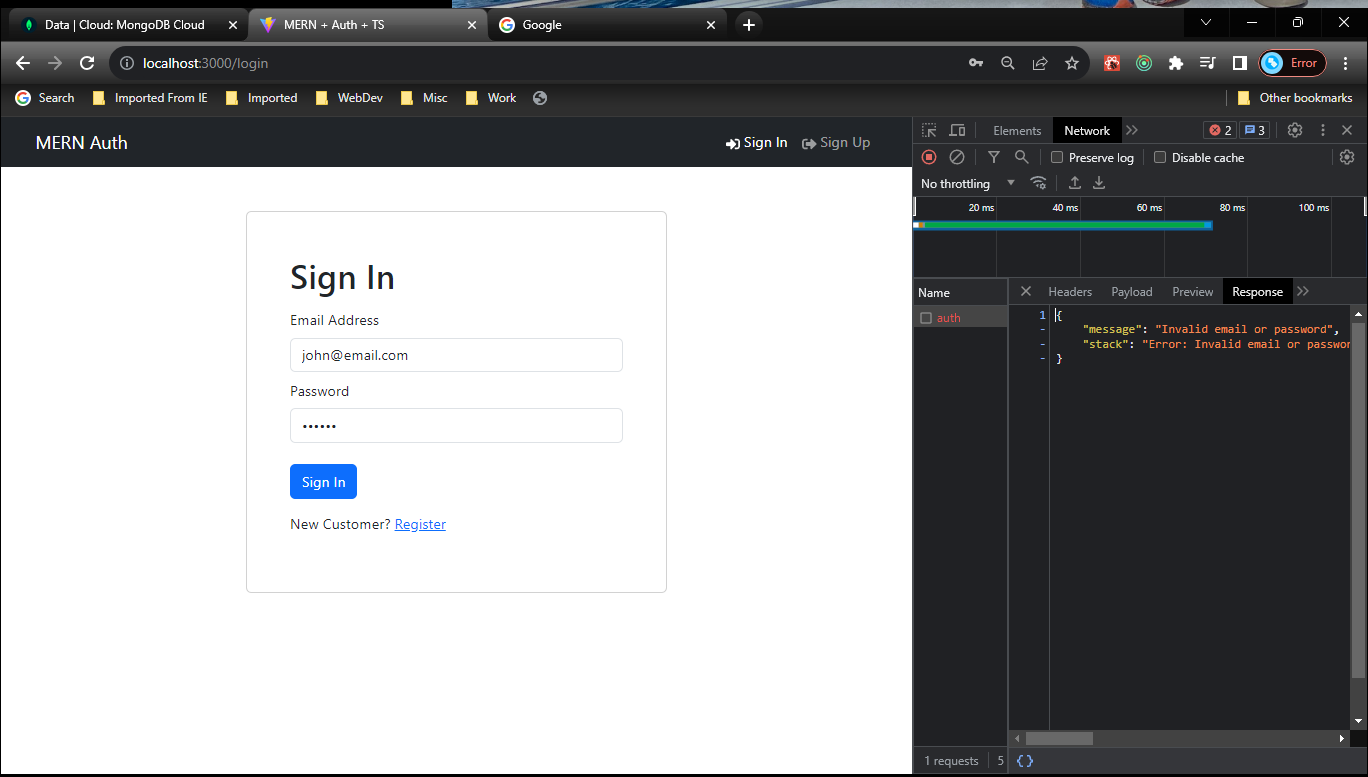 Data | Cloud: MongoDB Cloud
MERN + Auth + TS
Google
localhost:3000/login
Error
Search
Imported From IE
Imported
WebDev
Misc
Work
Other bookmarks
MERN Auth
Sign In
Sign Up
Sign In
Email Address
john@email.com
Password
••••••
Sign In
New Customer? Register
Elements
Network
2
3
Preserve log
Disable cache
No throttling
20 ms
40 ms
60 ms
80 ms
100 ms
Name
Headers
Payload
Preview
Response
auth
1 {
- "message": "Invalid email or password",
- "stack": "Error: Invalid email or passwor
- }
1 requests
5
{}